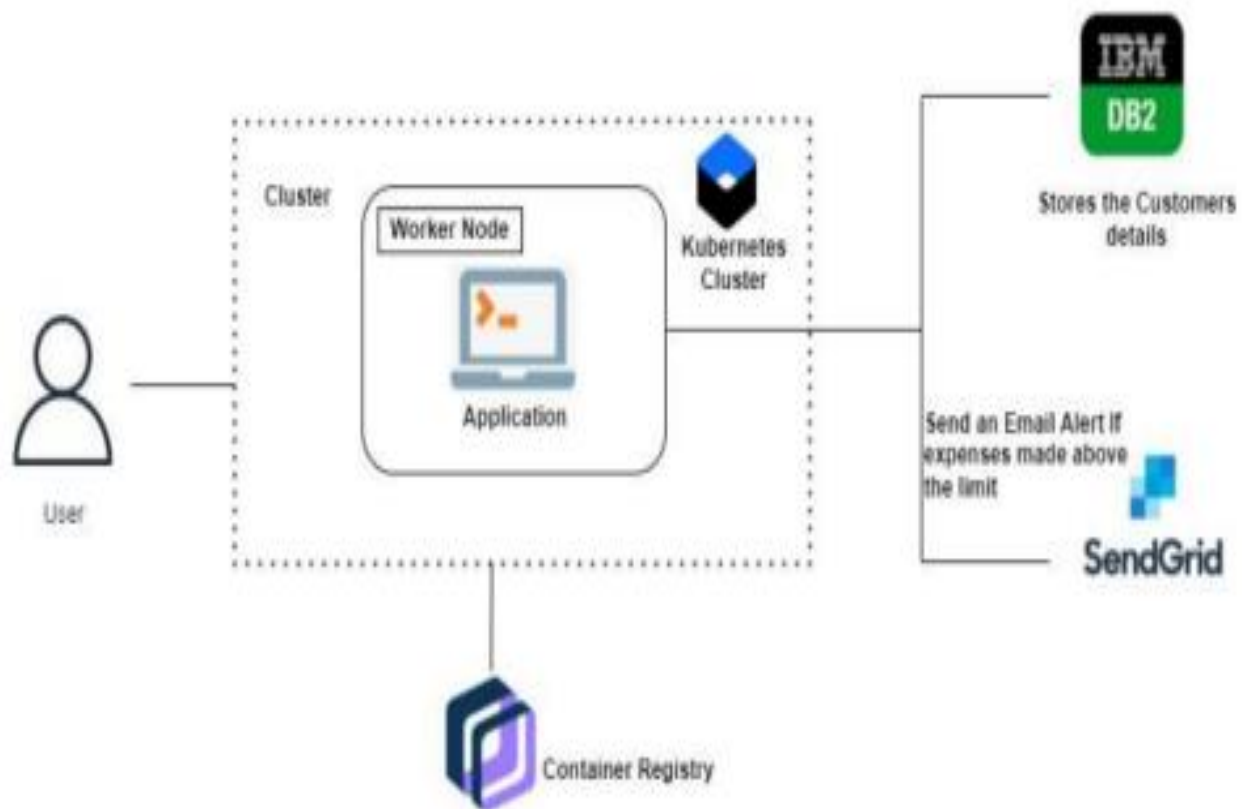 IBM
DB2
Stores the Customers
details
Cluster
Worker Node
Kubernetes
Cluster
Application
User
Send an Email Alert If
expenses made above
the limit
SendGrid
Container Registry